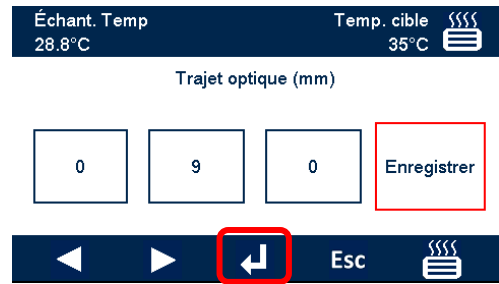 Échant. Temp
28.8°C
Temp. cible
35°C
Trajet optique (mm)
0 9 0 Enregistrer
Esc